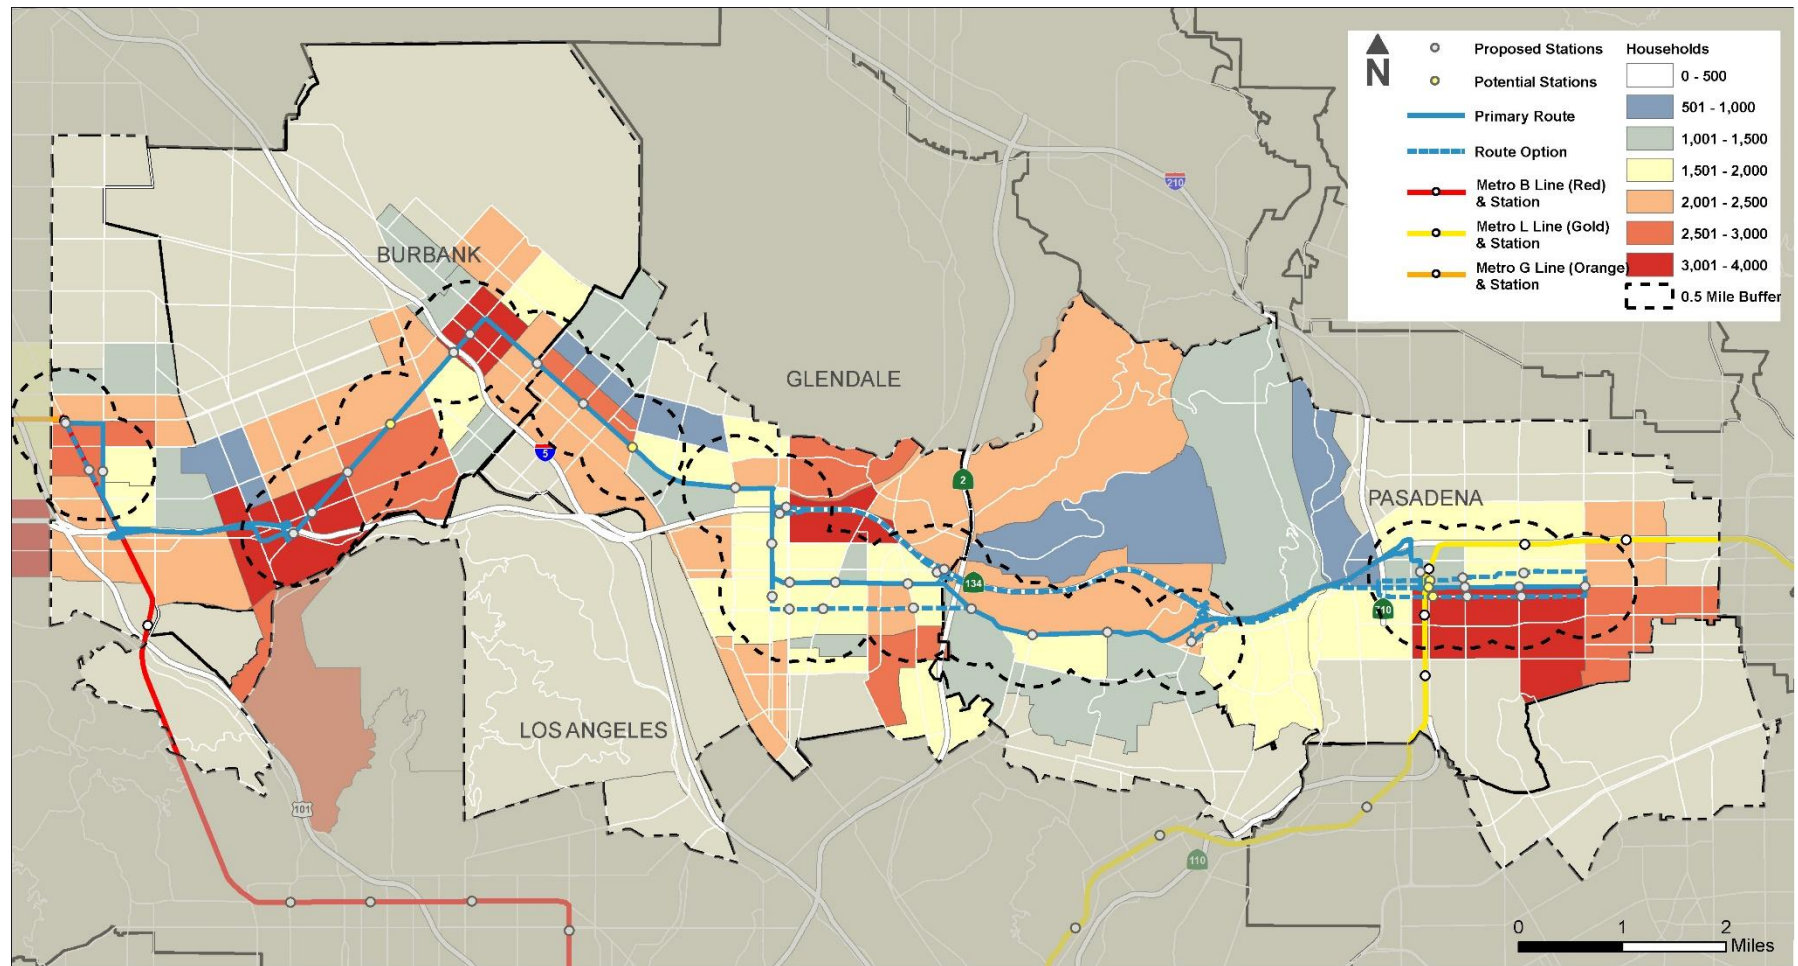 N
Proposed Stations
Potential Stations
Primary Route
Route Option
Metro B Line (Red)
& Station
Metro L Line (Gold)
& Station
Metro G Line (Orange)
& Station
Households
0 - 500
501 - 1,000
1,001 - 1,500
1,501 - 2,000
2,001 - 2,500
2,501 - 3,000
3,001 - 4,000
0.5 Mile Buffer
210
BURBANK
GLENDALE
5
2
PASADENA
134
710
LOS ANGELES
101
110
0 1 2
Miles